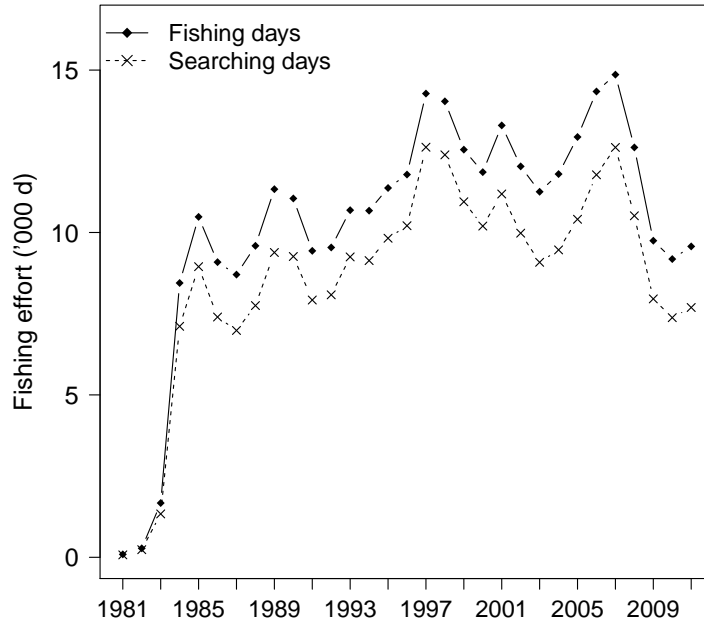 Fishing days
Searching days
Fishing effort ('000 d)
15
10
5
0
1981 1985 1989 1993 1997 2001 2005 2009